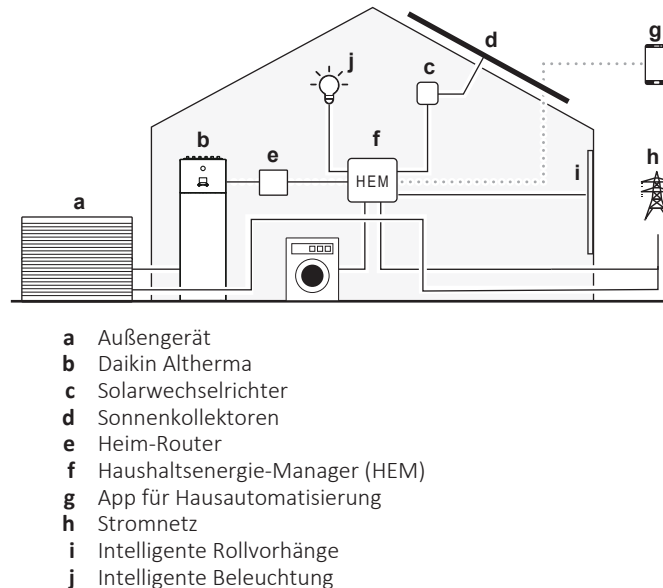 d
g
j
c
f
h
b
e
i
HEM
a
a Außengerät
b Daikin Altherma
c Solarwechselrichter
d Sonnenkollektoren
e Heim-Router
f Haushaltsenergie-Manager (HEM)
g App für Hausautomatisierung
h Stromnetz
i Intelligente Rollvorhänge
j Intelligente Beleuchtung